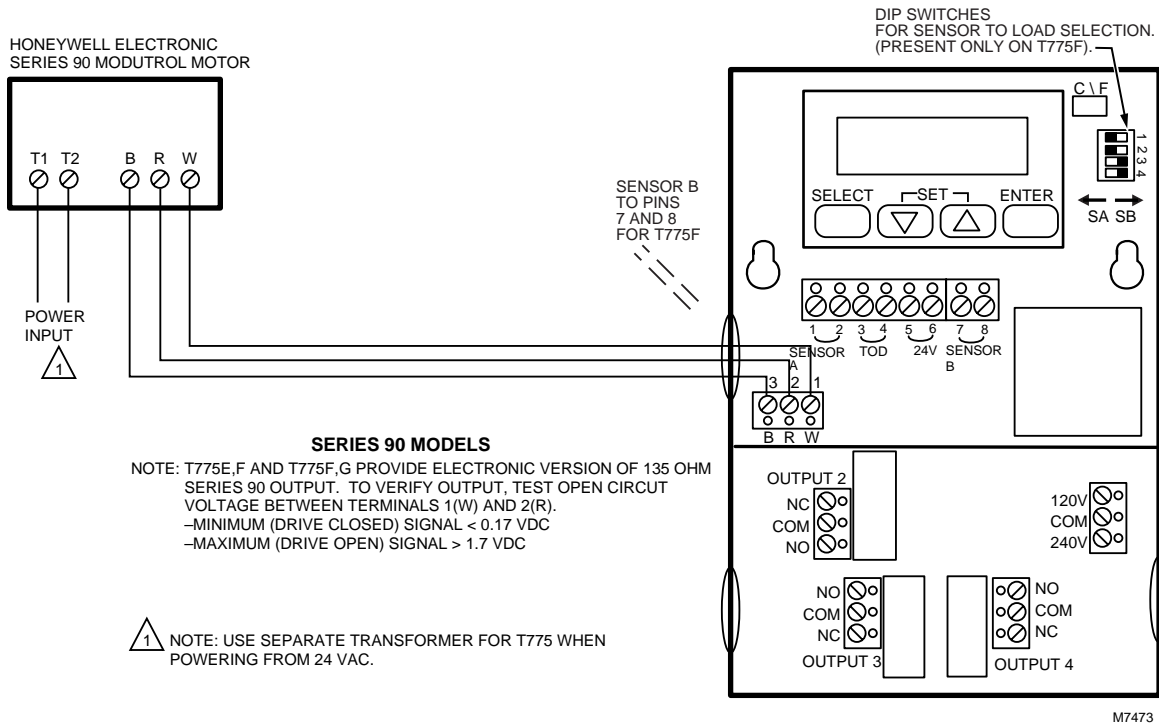 DIP SWITCHES
FOR SENSOR TO LOAD SELECTION.
(PRESENT ONLY ON T775F).
HONEYWELL ELECTRONIC
SERIES 90 MODUTROL MOTOR
T1 T2 B R W
C \ F
1
2
3
4
SA SB
SELECT SET ENTER
SENSOR B
TO PINS
7 AND 8
FOR T775F
POWER
INPUT
1
1 2 3 4 5 6 7 8
SENSOR A TOD 24V SENSOR B
3 2 1
B R W
SERIES 90 MODELS
NOTE: T775E,F AND T775F,G PROVIDE ELECTRONIC VERSION OF 135 OHM
SERIES 90 OUTPUT. TO VERIFY OUTPUT, TEST OPEN CIRCUT
VOLTAGE BETWEEN TERMINALS 1(W) AND 2(R).
–MINIMUM (DRIVE CLOSED) SIGNAL < 0.17 VDC
–MAXIMUM (DRIVE OPEN) SIGNAL > 1.7 VDC
1 NOTE: USE SEPARATE TRANSFORMER FOR T775 WHEN
POWERING FROM 24 VAC.
OUTPUT 2
NC
COM
NO
120V
COM
240V
NO
COM
NC
OUTPUT 3
NO
COM
NC
OUTPUT 4
M7473